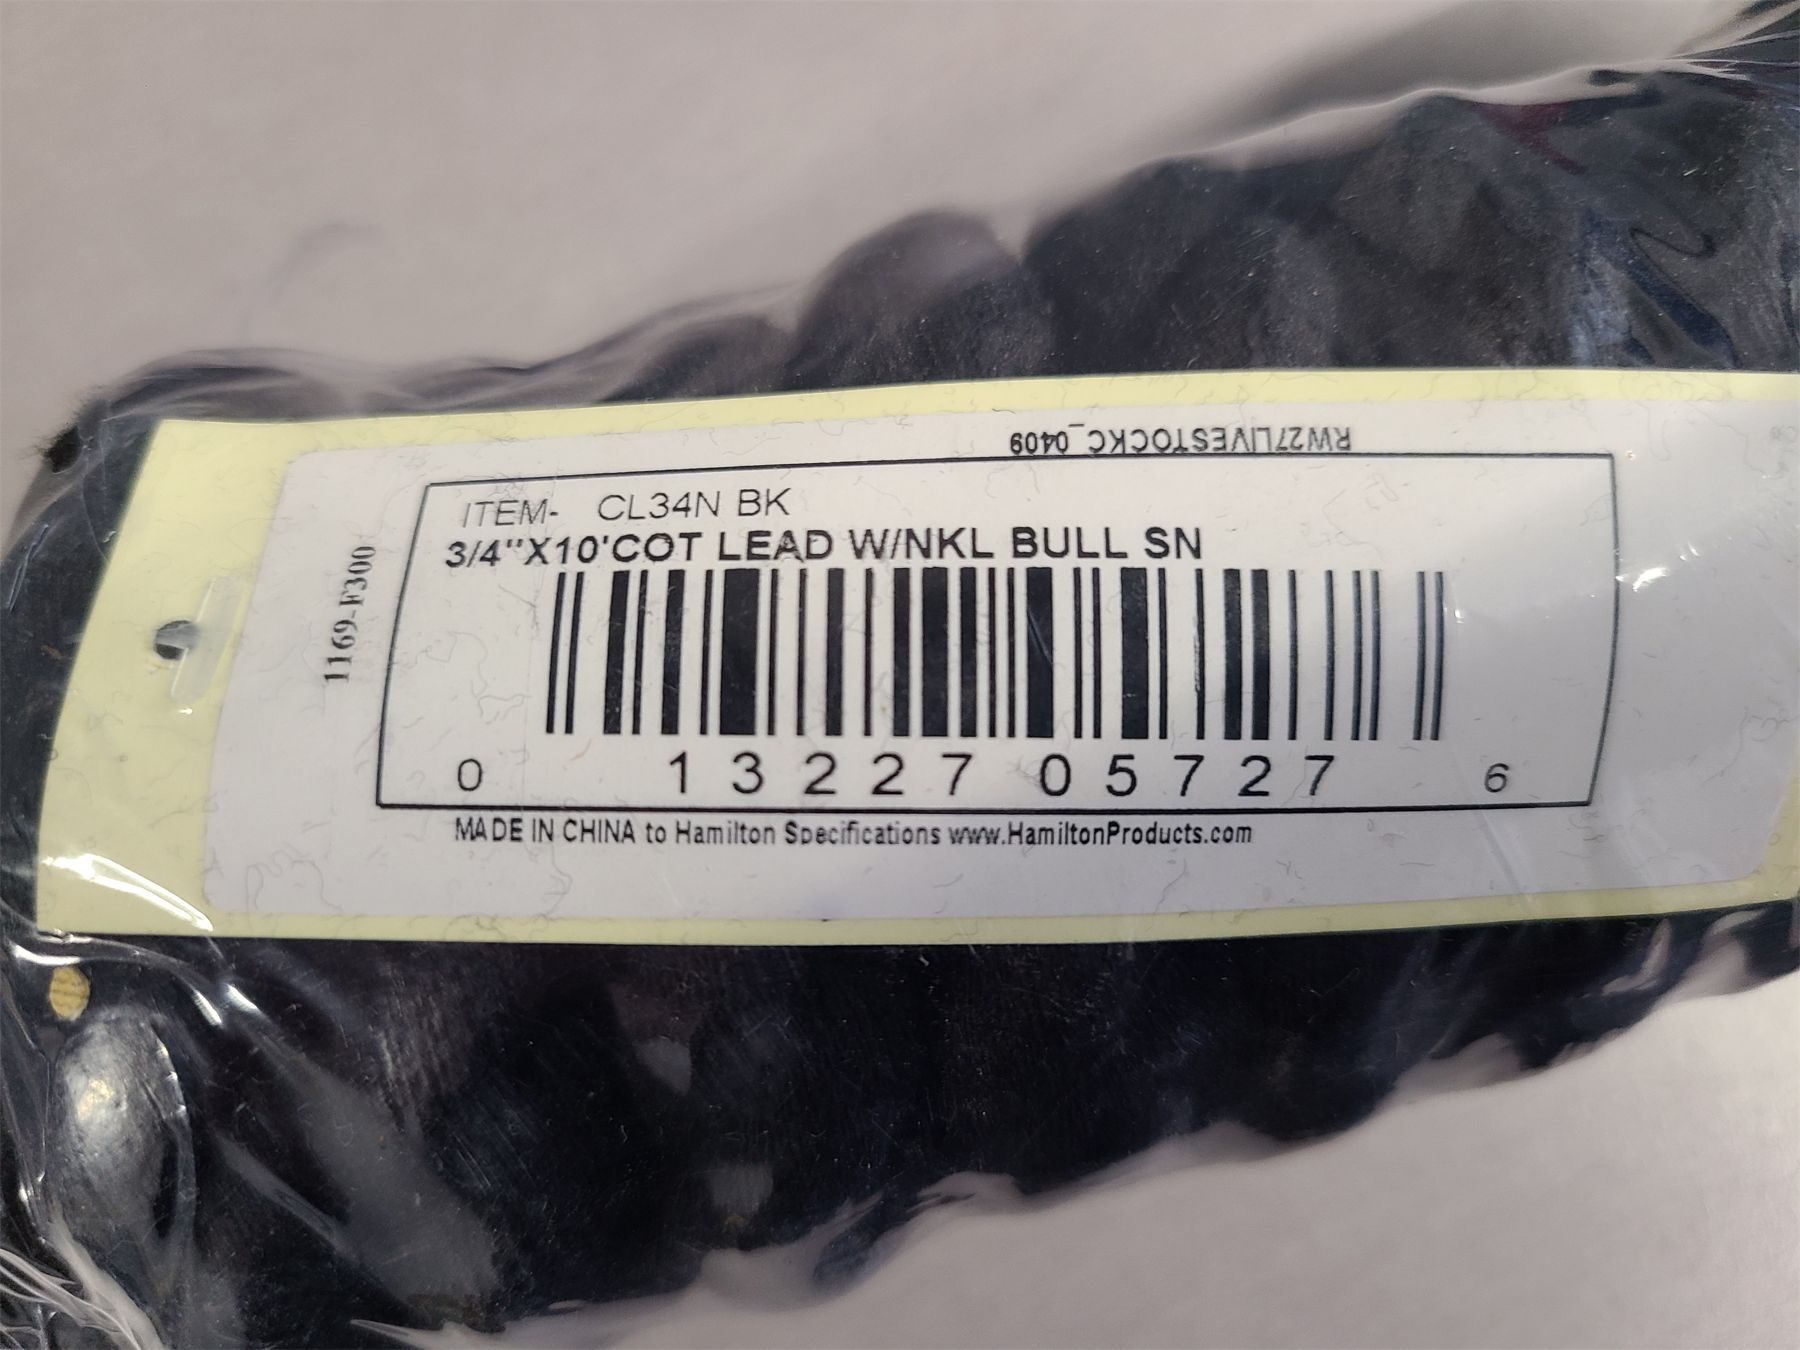 RW27LIVESTOCKC_0409
ITEM- CL34N BK
3/4"X10'COT LEAD W/NKL BULL SN
1169-F300
0 13227 05727 6
MADE IN CHINA to Hamilton Specifications www.HamiltonProducts.com